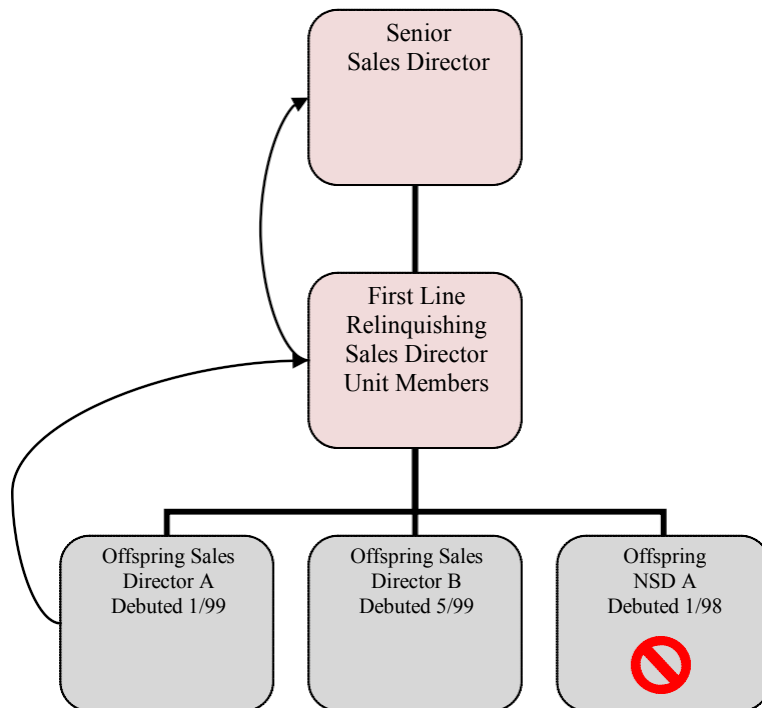 Senior
Sales Director
First Line
Relinquishing
Sales Director
Unit Members
Offspring Sales
Director A
Debuted 1/99
Offspring Sales
Director B
Debuted 5/99
Offspring
NSD A
Debuted 1/98